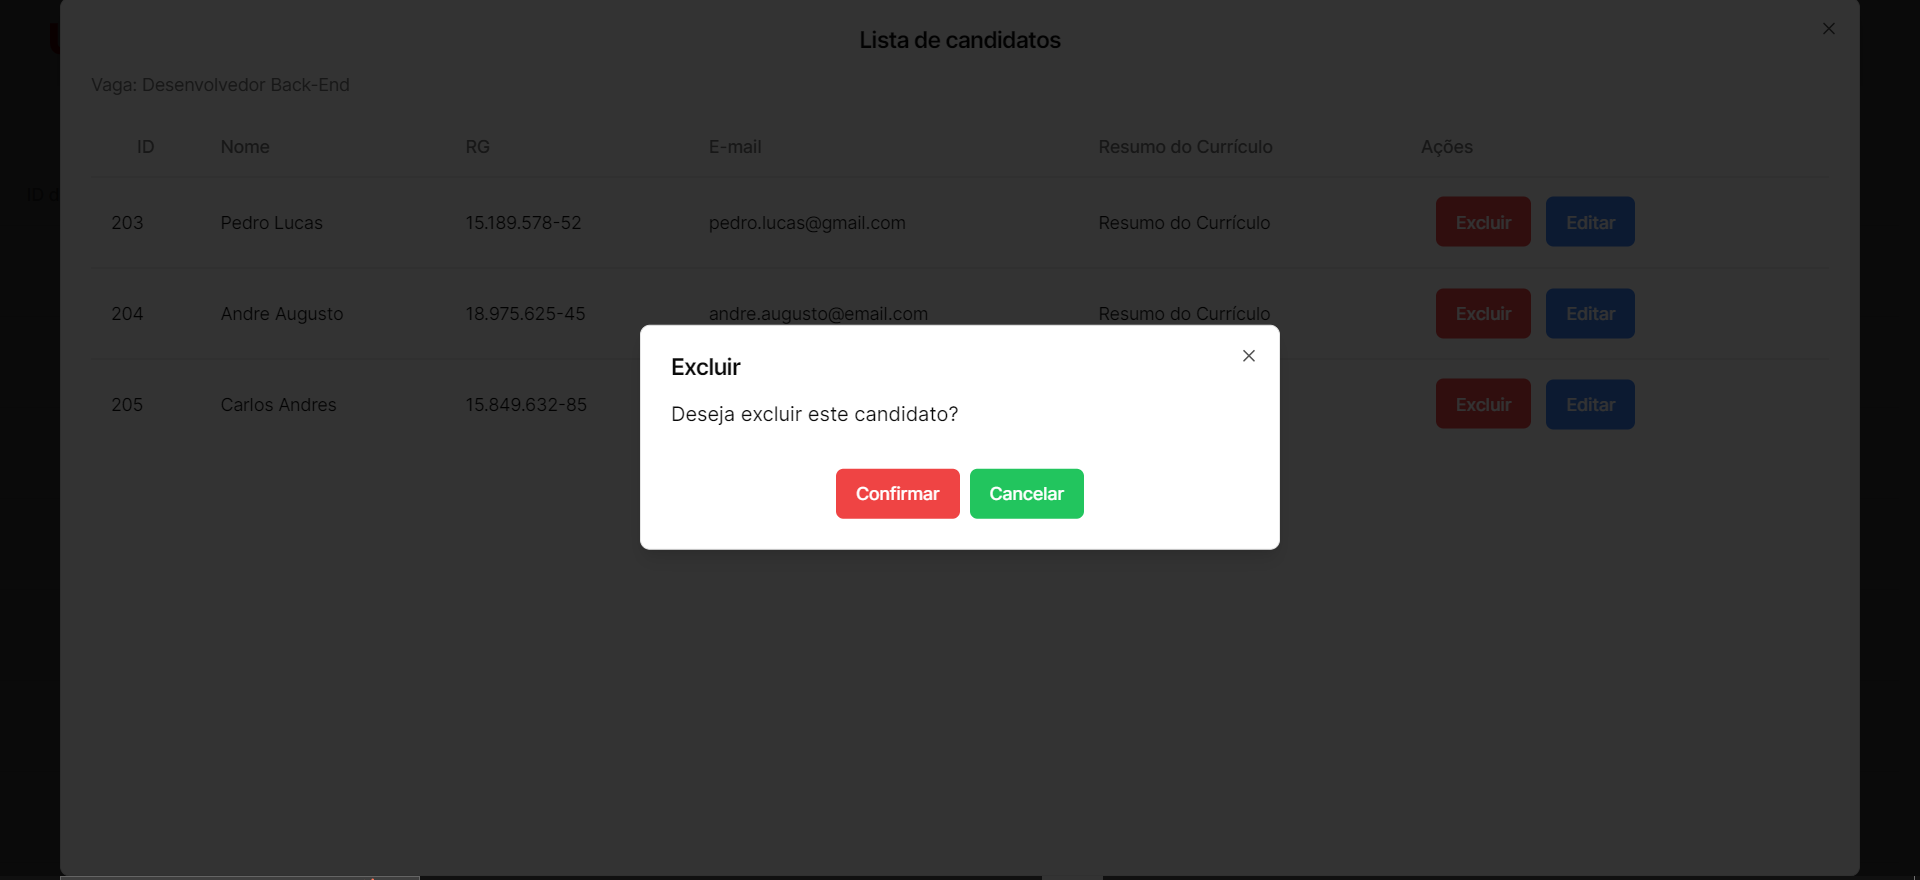 Lista de candidatos
Vaga: Desenvolvedor Back-End
ID Nome RG E-mail Resumo do Currículo Ações
ID d
203 Pedro Lucas 15.189.578-52 pedro.lucas@gmail.com Resumo do Currículo Excluir Editar
204 Andre Augusto 18.975.625-45 andre.augusto@email.com Resumo do Currículo Excluir Editar
205 Carlos Andres 15.849.632-85 Excluir Editar
Excluir
Deseja excluir este candidato?
Confirmar Cancelar